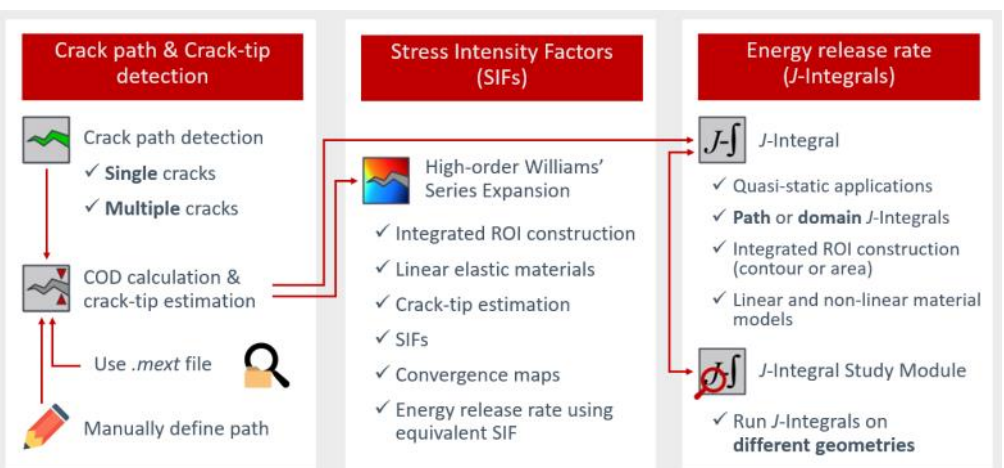 Crack path & Crack-tip
detection
Crack path detection
✓ Single cracks
✓ Multiple cracks
COD calculation &
crack-tip estimation
Use .mext file
Manually define path
Stress Intensity Factors
(SIFs)
High-order Williams'
Series Expansion
✓ Integrated ROI construction
✓ Linear elastic materials
✓ Crack-tip estimation
✓ SIFs
✓ Convergence maps
✓ Energy release rate using
equivalent SIF
Energy release rate
(J-Integrals)
J-∫
J-Integral
✓ Quasi-static applications
✓ Path or domain J-Integrals
✓ Integrated ROI construction
(contour or area)
✓ Linear and non-linear material
models
J-∫
J-Integral Study Module
✓ Run J-Integrals on
different geometries